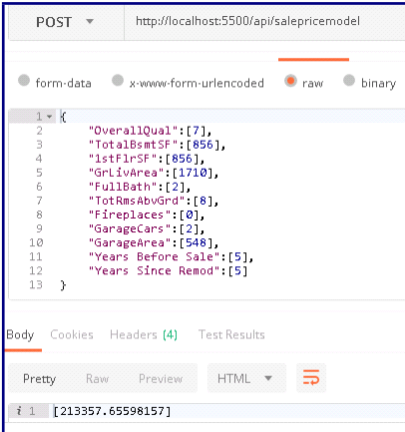 POST http://localhost:5500/api/salepricemodel
form-data x-www-form-urlencoded raw binary
1 {
2 "OverallQual":[7],
3 "TotalBsmtSF":[856],
4 "1stFlrSF":[856],
5 "GrLivArea":[1710],
6 "FullBath":[2],
7 "TotRmsAbvGrd":[8],
8 "Fireplaces":[0],
9 "GarageCars":[2],
10 "GarageArea":[548],
11 "Years Before Sale":[5],
12 "Years Since Remod":[5]
13 }
Body Cookies Headers (4) Test Results
Pretty Raw Preview HTML
i 1 [213357.65598157]